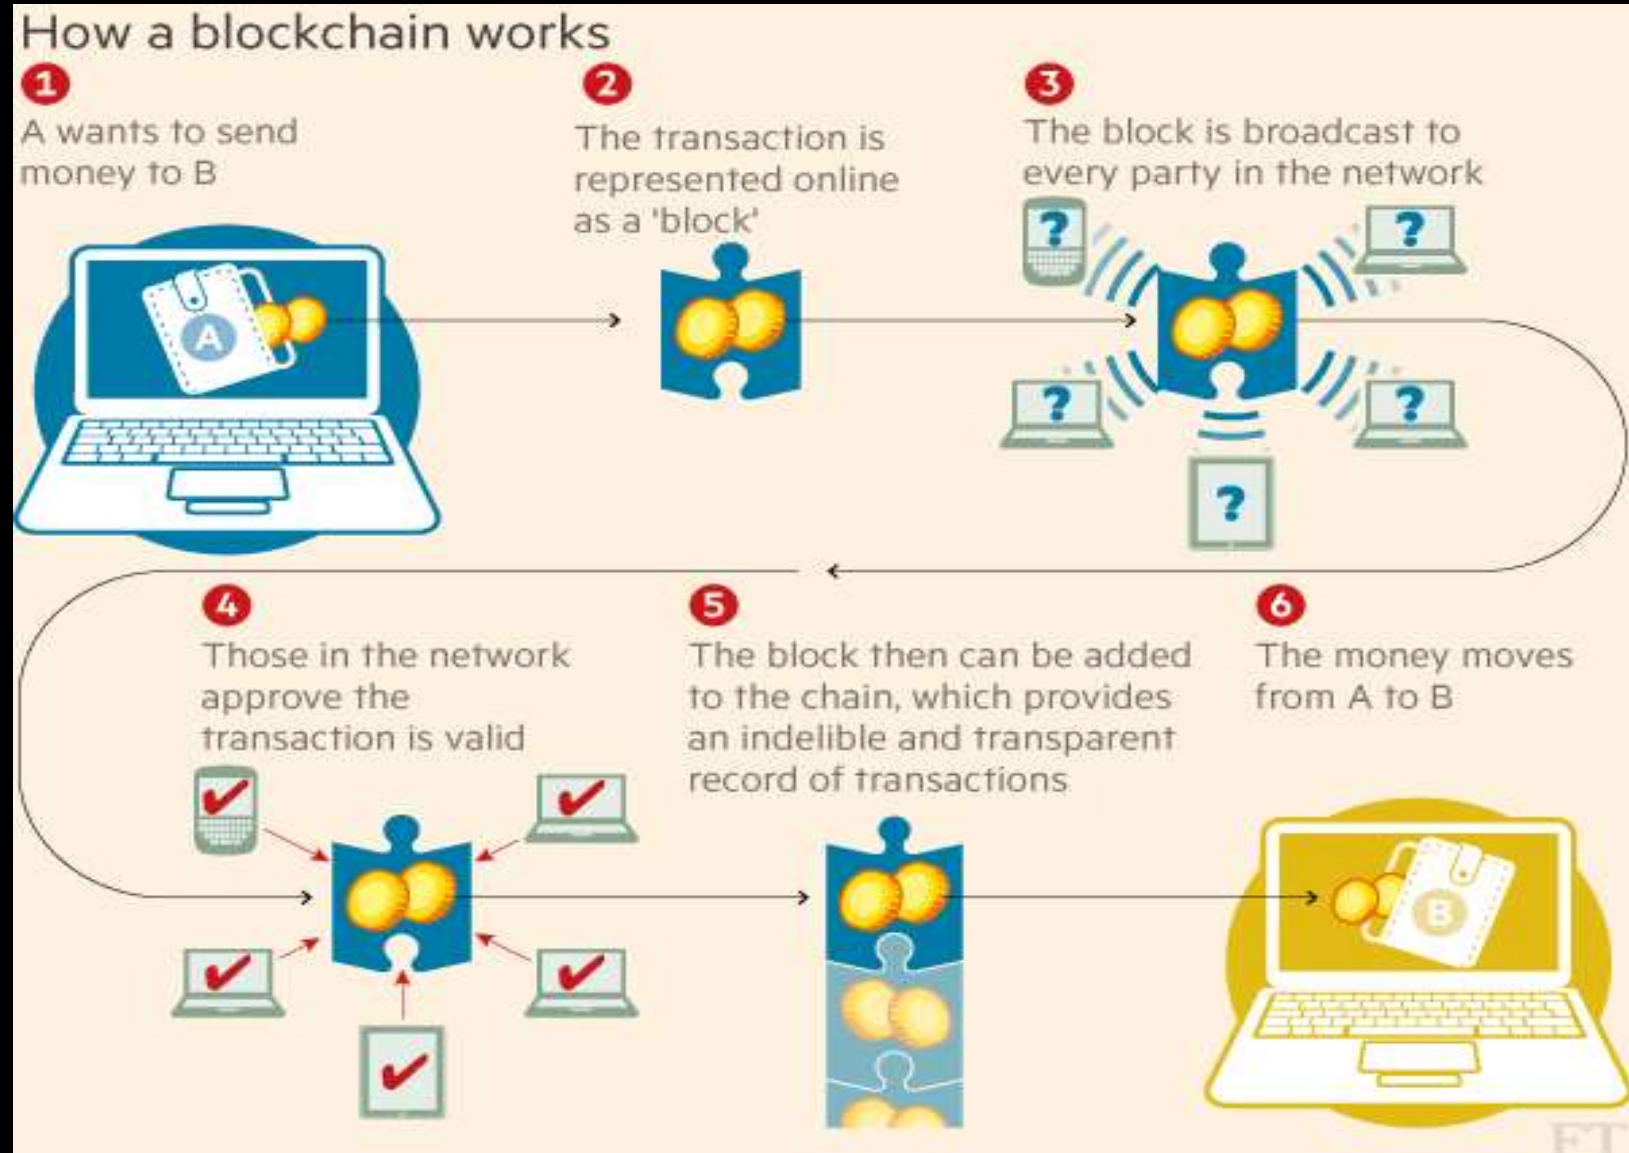 How a blockchain works
1
A wants to send
money to B
2
The transaction is
represented online
as a 'block'
3
The block is broadcast to
every party in the network
?
?
?
?
?
A
4
Those in the network
approve the
transaction is valid
5
The block then can be added
to the chain, which provides
an indelible and transparent
record of transactions
6
The money moves
from A to B
B
FT